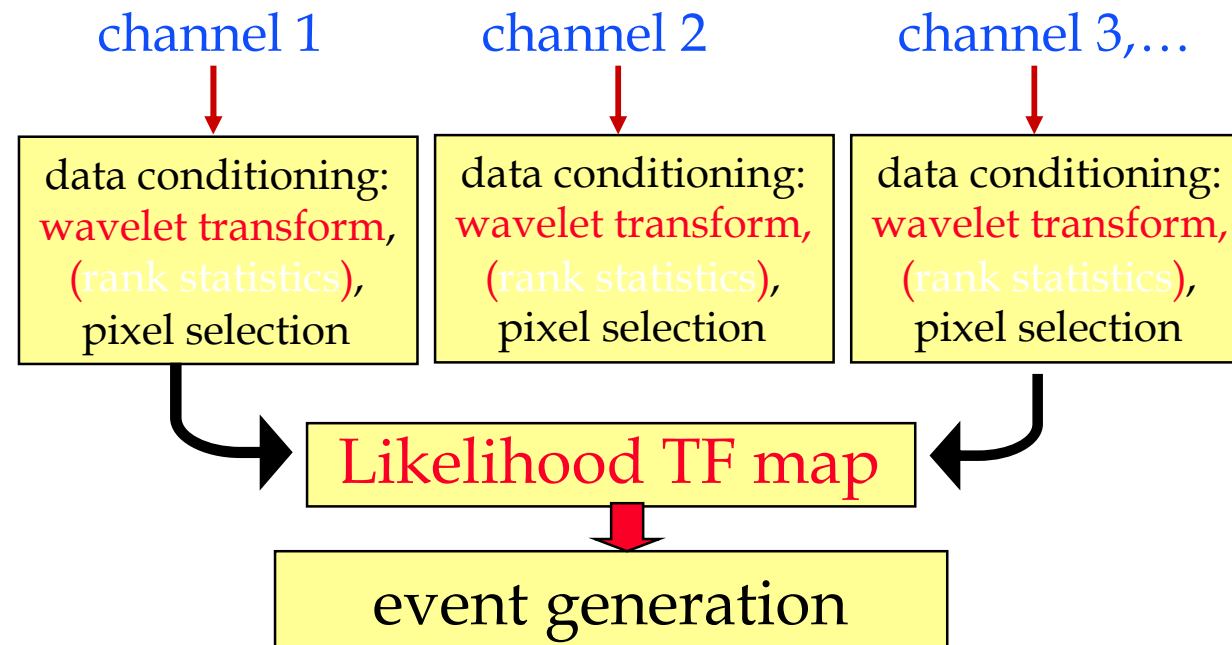 channel 1
channel 2
channel 3,…
data conditioning:
wavelet transform,
(rank statistics),
pixel selection
data conditioning:
wavelet transform,
(rank statistics),
pixel selection
data conditioning:
wavelet transform,
(rank statistics),
pixel selection
Likelihood TF map
event generation